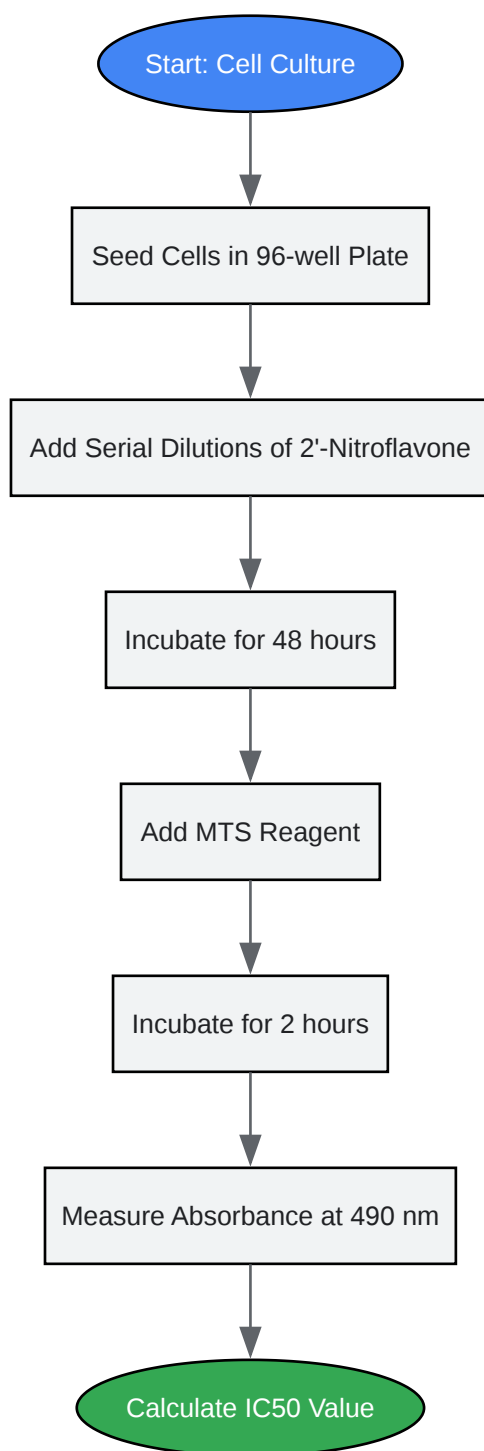 Start: Cell Culture
Seed Cells in 96-well Plate
Add Serial Dilutions of 2'-Nitroflavone
Incubate for 48 hours
Add MTS Reagent
Incubate for 2 hours
Measure Absorbance at 490 nm
Calculate IC50 Value